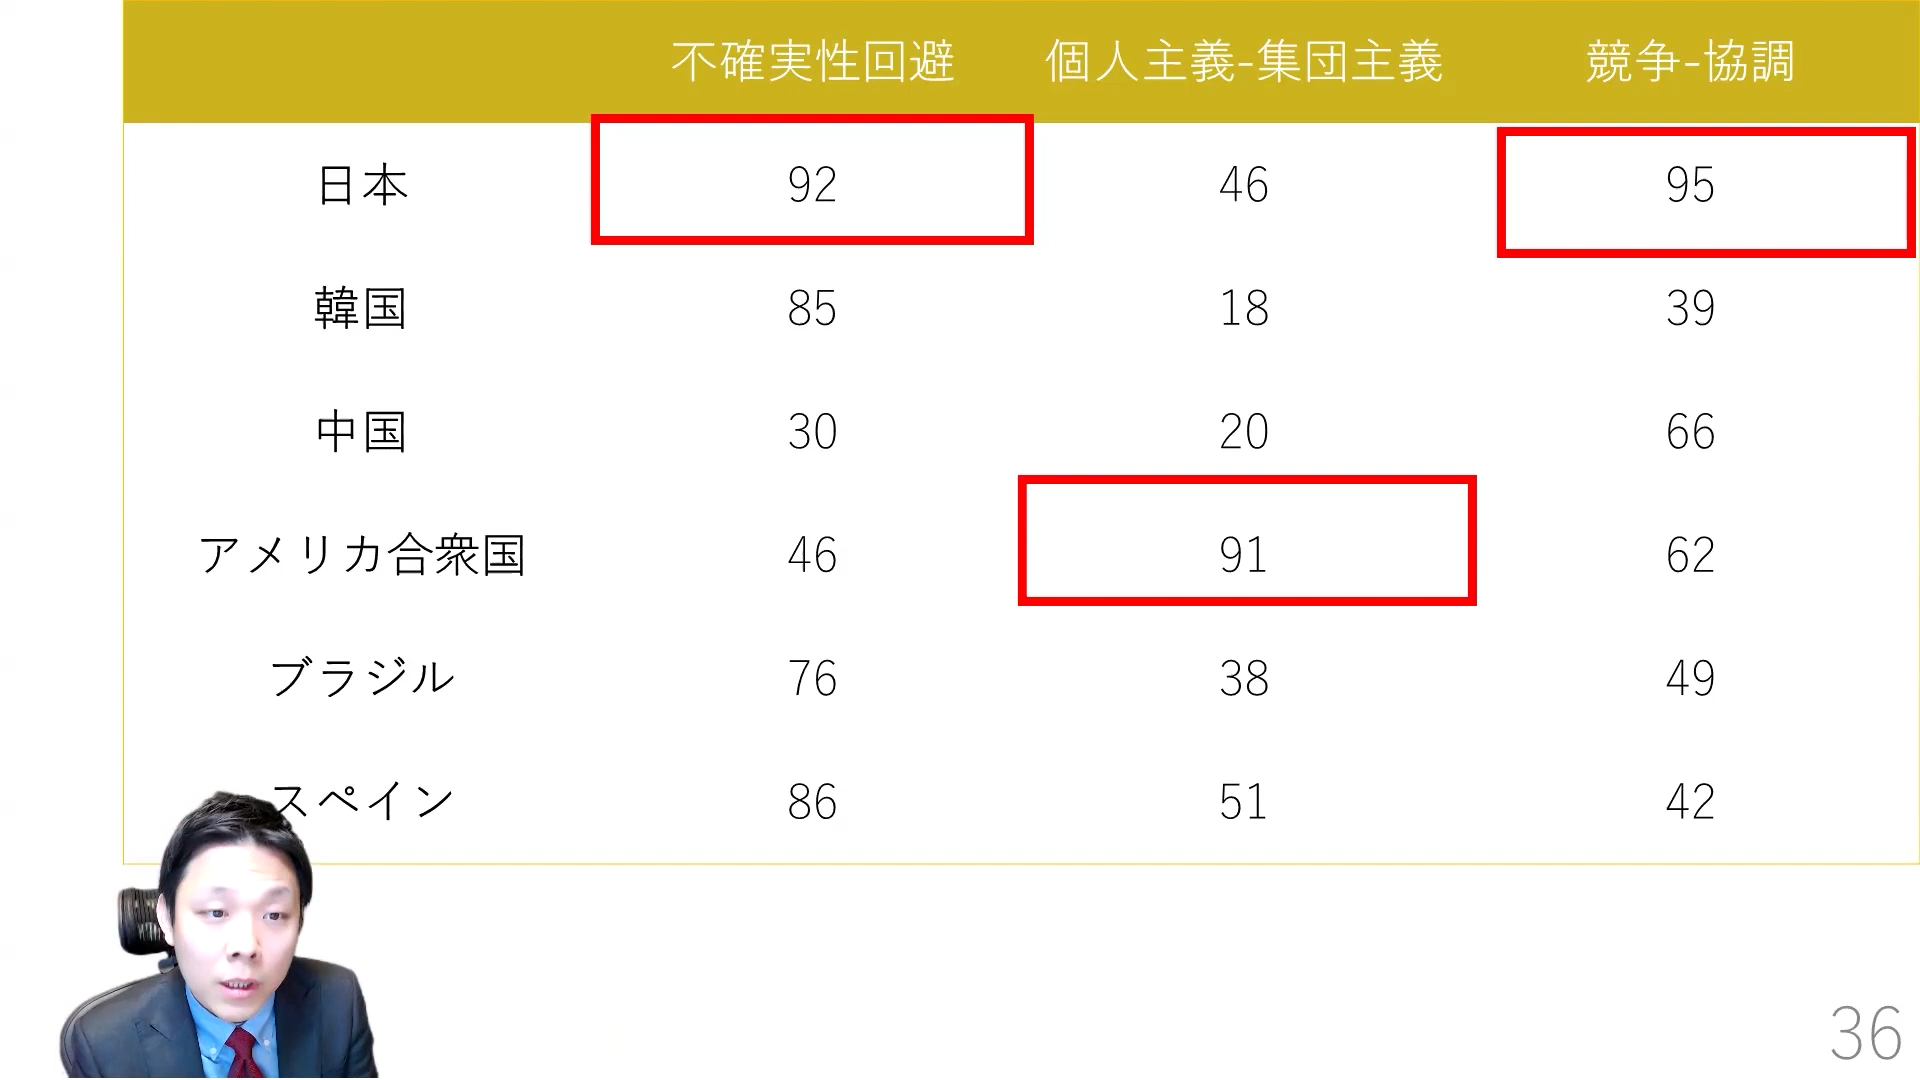 不確実性回避 個人主義-集団主義 競争-協調
日本 92 46 95
韓国 85 18 39
中国 30 20 66
アメリカ合衆国 46 91 62
ブラジル 76 38 49
スペイン 86 51 42
36